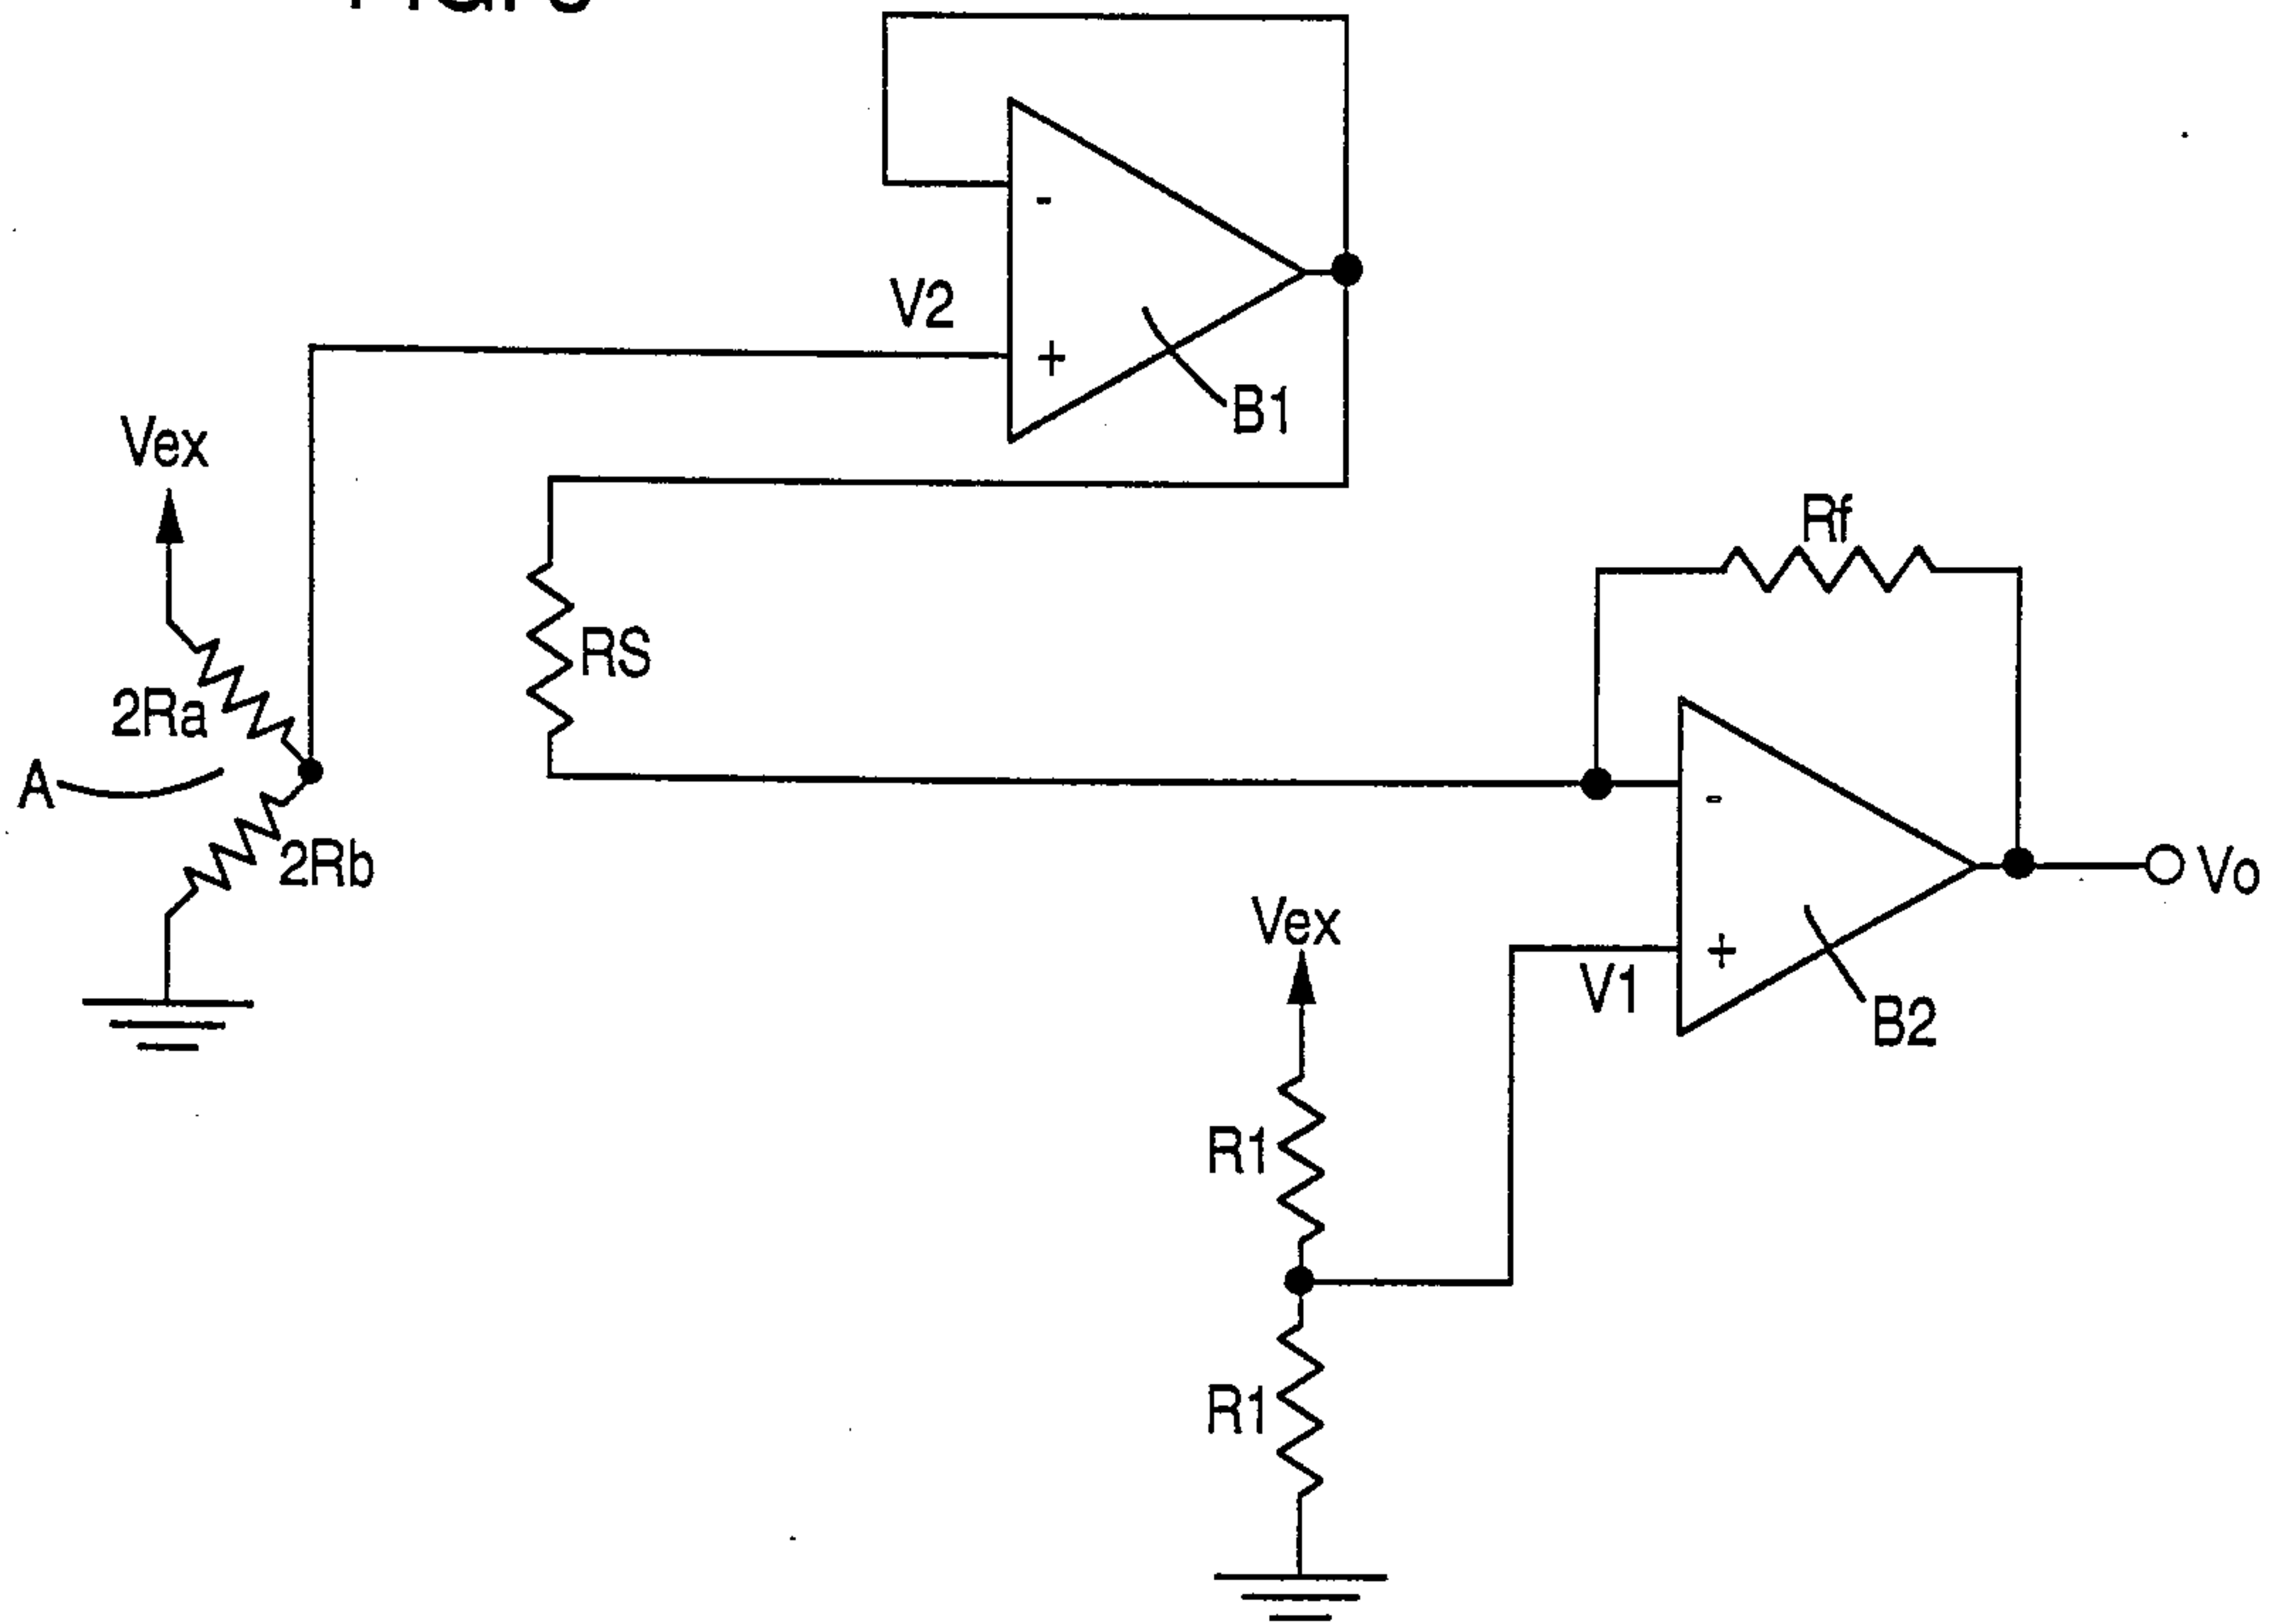 V2
-
+
B1
Vex
Rf
RS
2Ra
A
2Rb
-
Vo
Vex
+
V1
B2
R1
R1